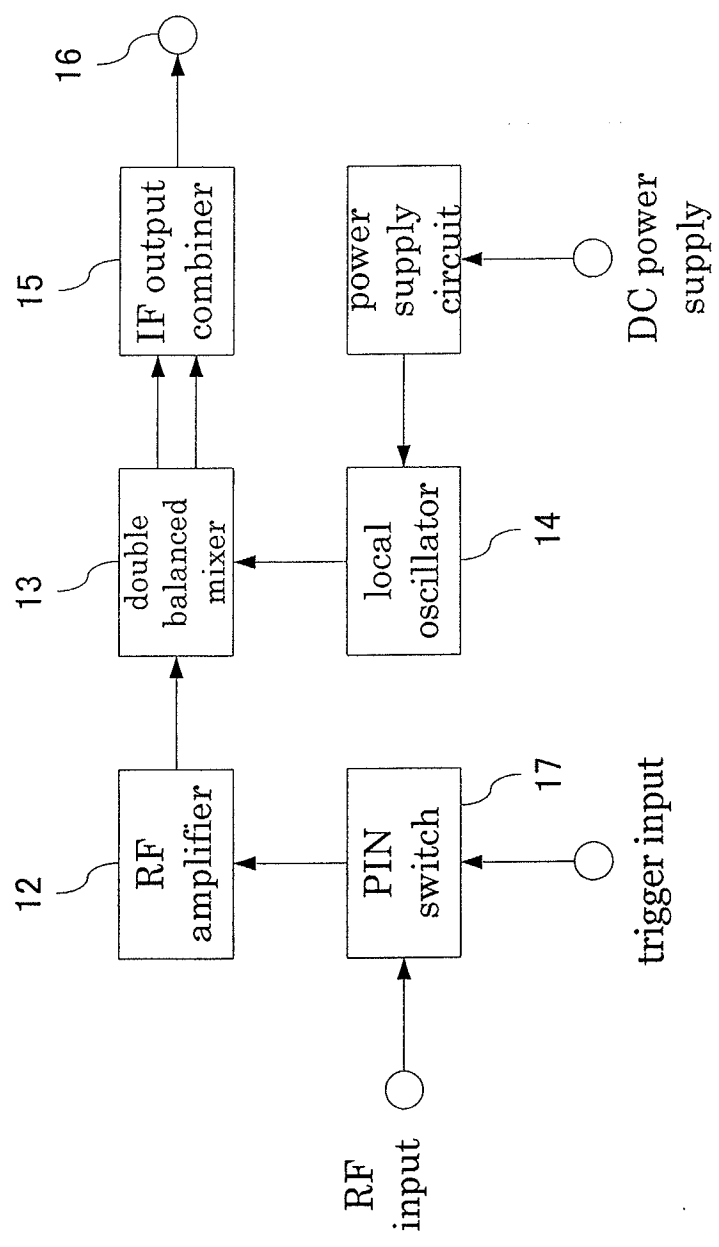 12
RF
amplifier
13
double
balanced
mixer
15
IF output
combiner
16
RF
input
PIN
switch
17
trigger input
local
oscillator
14
power
supply
circuit
DC power
supply